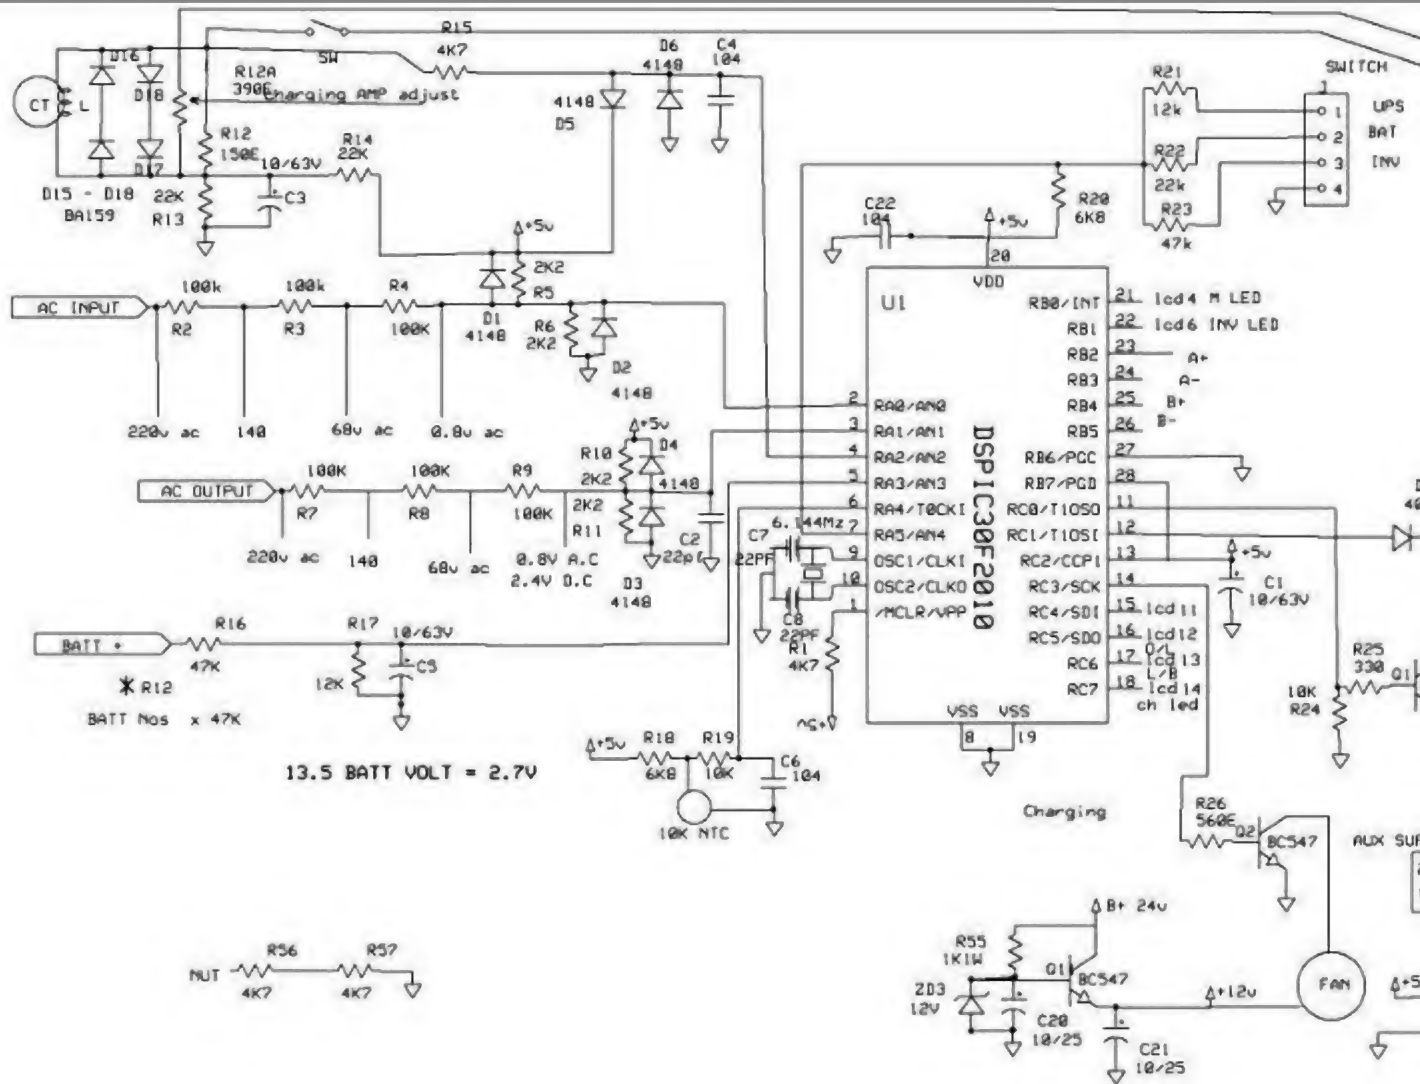 R15
4K7
SW
D16
D18
D17
CT
L
R12A
390E
Charging AMP adjust
R12
150E
10/63V
R14
22K
C3
D15 - D18
BA159
22K
R13
D6
4148
C4
104
4148
D5
SWITCH
R21
12k
1 UPS
2 BAT
3 INV
4
R22
22k
R23
47k
R20
6K8
C22
104
+5v
20
VDD
+5v
2K2
R5
AC INPUT
100k
R2
100k
R3
R4
100K
D1
4148
R6
2K2
D2
4148
220v ac
140
68v ac
0.8v ac
U1
DSPIC30F2010
2 RA0/AN0
3 RA1/AN1
4 RA2/AN2
5 RA3/AN3
6 RA4/T0CKI
7 RA5/AN4
9 OSC1/CLKI
10 OSC2/CLKO
1 /MCLR/VPP
RB0/INT 21 lcd4 M LED
RB1 22 lcd6 INV LED
RB2 23 A+
RB3 24 A-
RB4 25 B+
RB5 26 B-
RB6/PGC 27
RB7/PGD 28
RC0/T1OSO 11
RC1/T1OSI 12
RC2/CCP1 13
RC3/SCK 14
RC4/SDI 15 lcd11
RC5/SDO 16 lcd12
O/L
RC6 17 lcd13
L/B
RC7 18 lcd14
ch led
VSS VSS
8 19
AC OUTPUT
100K
R7
100K
R8
R9
100K
R10
2K2
2K2
R11
+5v
D4
4148
C2
D3
4148
220v ac
140
68v ac
0.8V A.C
2.4V D.C
6.144Mz
C7
22PF
C8
22PF
R1
4K7
+5v
+5v
C1
10/63V
BATT +
R16
47K
R17
12K
10/63V
C5
* R12
BATT Nos x 47K
13.5 BATT VOLT = 2.7V
+5v
R18
6K8
R19
10K
C6
104
10K NTC
R25
330
10K
R24
Q1
Charging
R26
560E
Q2
BC547
AUX SUP
B+ 24v
R55
1K1W
Q1
BC547
ZD3
12V
C20
10/25
C21
10/25
+12v
FAN
+5
NUT
R56
4K7
R57
4K7